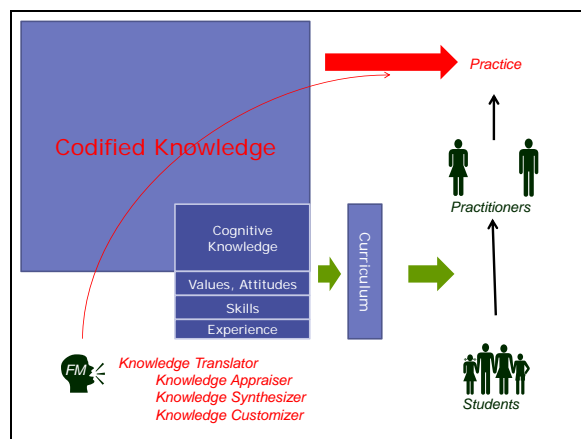 Practice
Codified Knowledge
Practitioners
Cognitive
Knowledge
Values, Attitudes
Skills
Experience
Curriculum
FM
Knowledge Translator
Knowledge Appraiser
Knowledge Synthesizer
Knowledge Customizer
Students